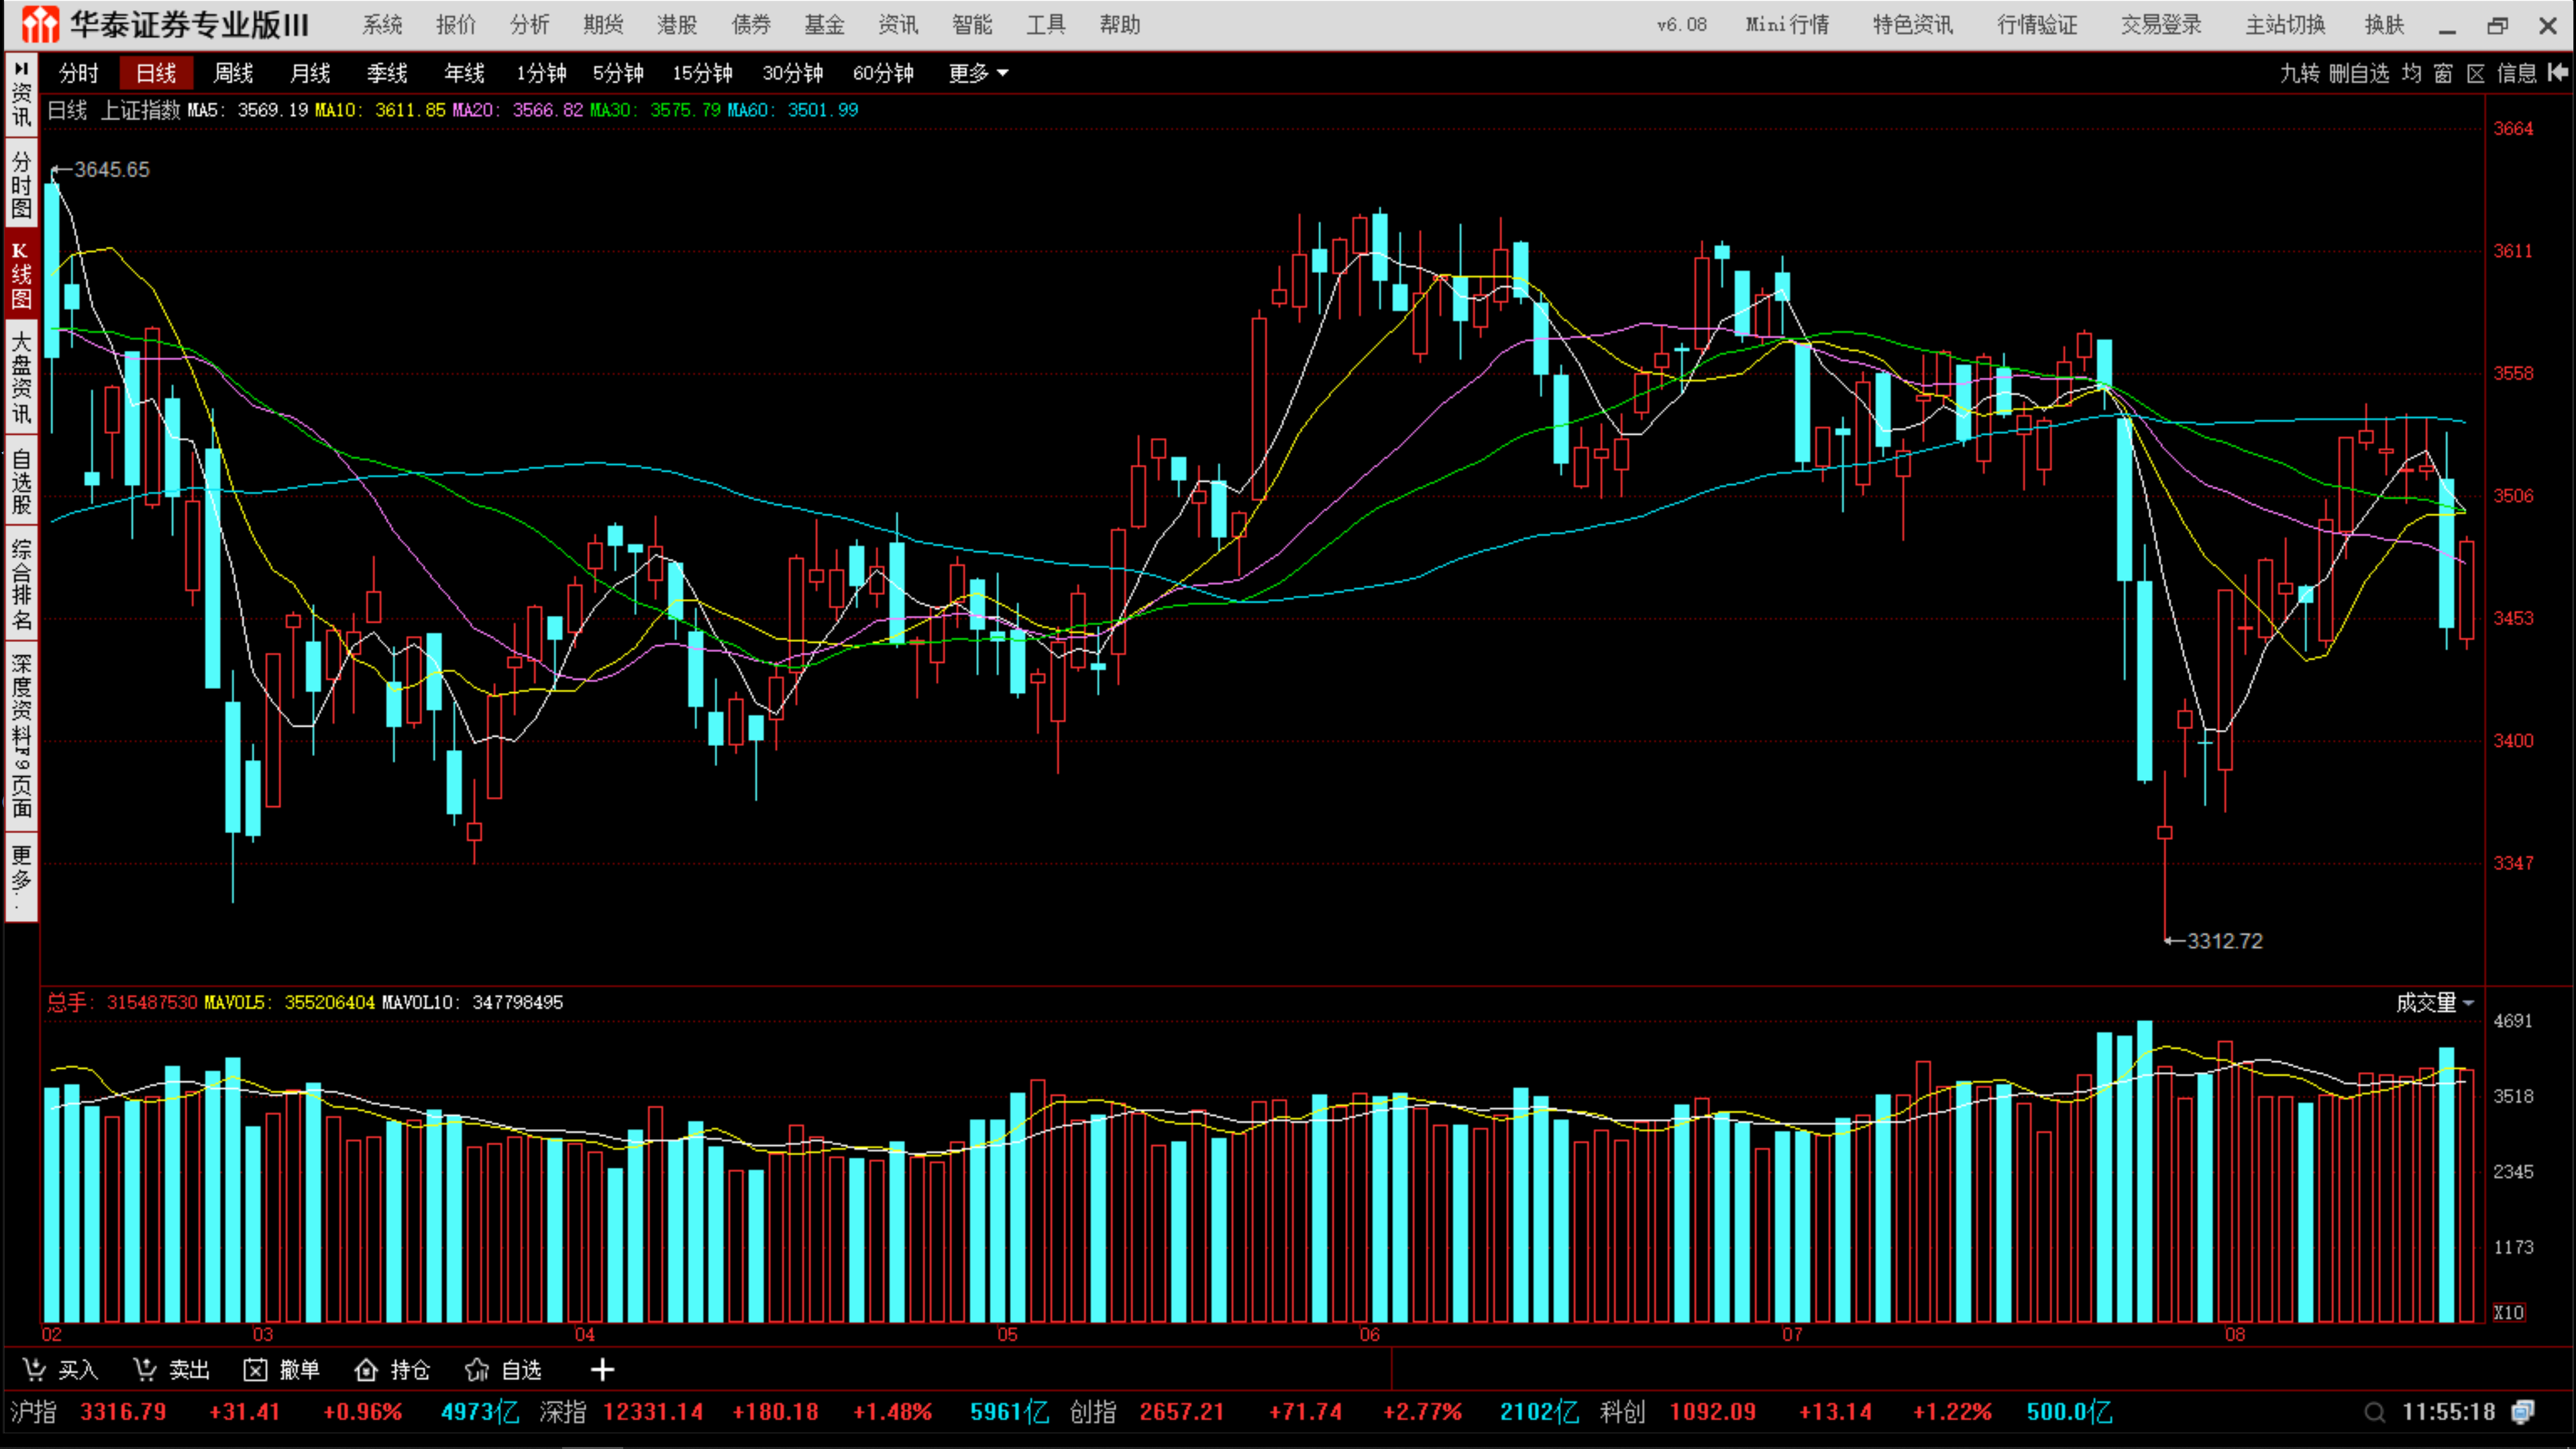 华泰证券专业版III 系统 报价 分析 期货 港股 债券 基金 资讯 智能 工具 帮助 v6.08 Mini行情 特色资讯 行情验证 交易登录 主站切换 换肤
分时 日线 周线 月线 季线 年线 1分钟 5分钟 15分钟 30分钟 60分钟 更多 九转 删自选 均 窗 区 信息
日线 上证指数 MA5: 3569.19 MA10: 3611.85 MA20: 3566.82 MA30: 3575.79 MA60: 3501.99
资讯
分时图
K线图
大盘资讯
自选股
综合排名
深度资料F9页面
更多..
3645.65
3312.72
3664
3611
3558
3506
3453
3400
3347
总手: 315487530 MAVOL5: 355206404 MAVOL10: 347798495 成交量
4691
3518
2345
1173
X10
02 03 04 05 06 07 08
买入 卖出 撤单 持仓 自选 +
沪指 3316.79 +31.41 +0.96% 4973亿 深指 12331.14 +180.18 +1.48% 5961亿 创指 2657.21 +71.74 +2.77% 2102亿 科创 1092.09 +13.14 +1.22% 500.0亿 11:55:18